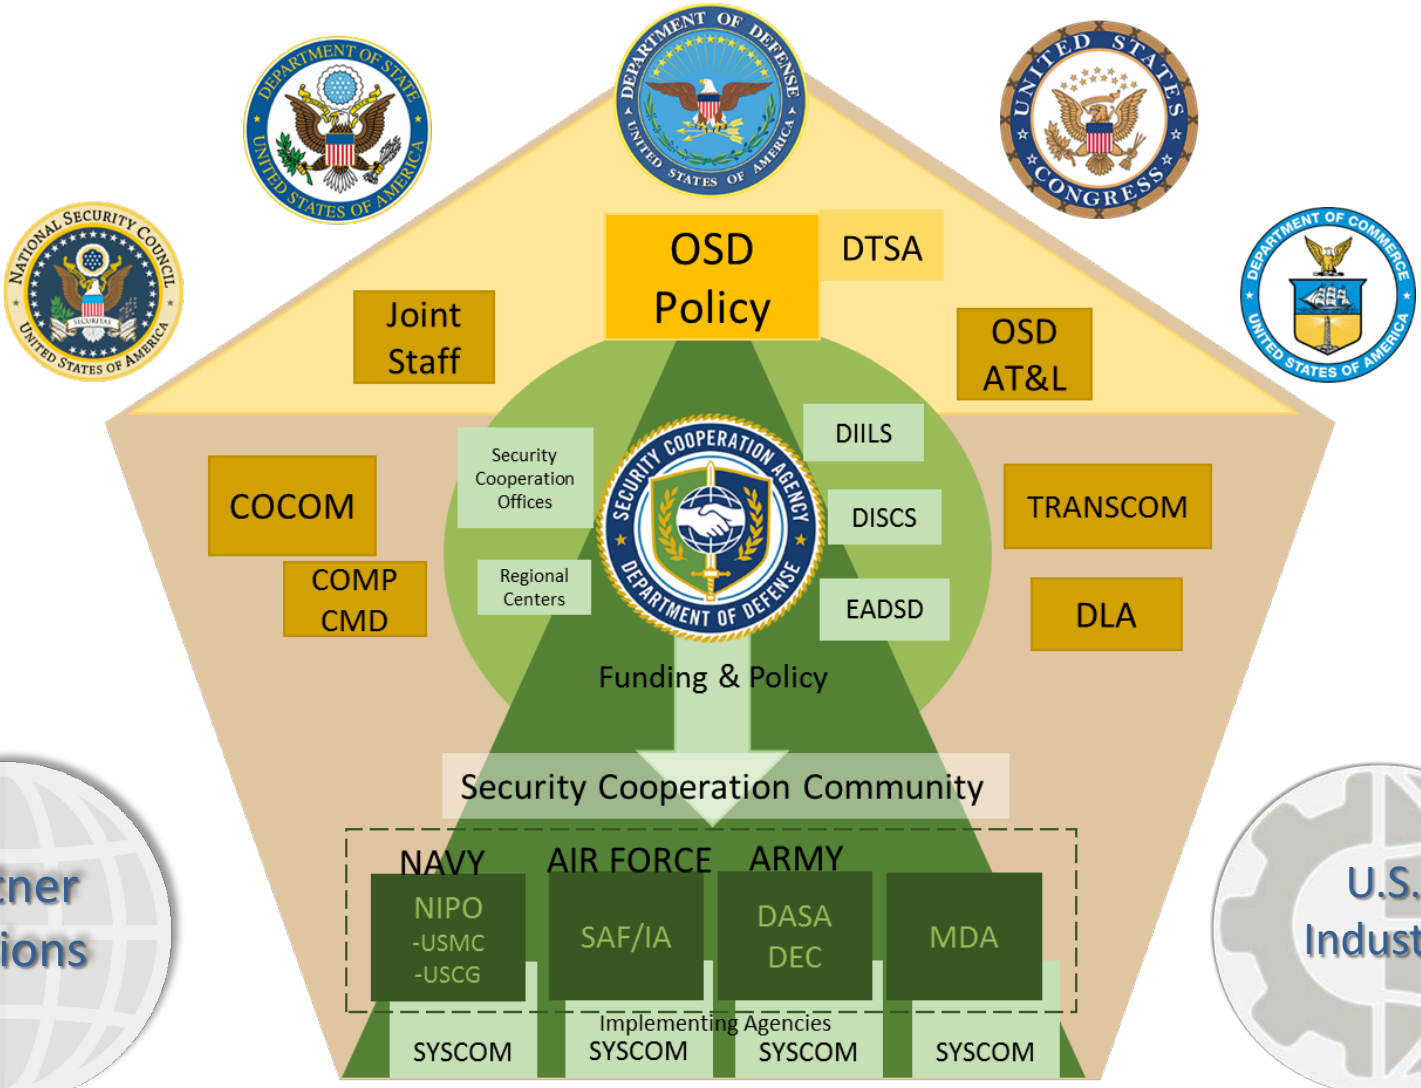 DEPARTMENT OF DEFENSE
UNITED STATES OF AMERICA
DEPARTMENT OF STATE
UNITED STATES OF AMERICA
UNITED STATES
CONGRESS
NATIONAL SECURITY COUNCIL
SECURITAS
UNITED STATES OF AMERICA
DEPARTMENT OF COMMERCE
UNITED STATES OF AMERICA
OSD
Policy
DTSA
Joint
Staff
OSD
AT&L
COCOM
COMP
CMD
Security
Cooperation
Offices
Regional
Centers
SECURITY COOPERATION AGENCY
DEPARTMENT OF DEFENSE
DIILS
DISCS
EADSD
TRANSCOM
DLA
Funding & Policy
Security Cooperation Community
NAVY
AIR FORCE
ARMY
NIPO
-USMC
-USCG
SAF/IA
DASA
DEC
MDA
Implementing Agencies
SYSCOM
SYSCOM
SYSCOM
SYSCOM
tner
ions
U.S.
Indust